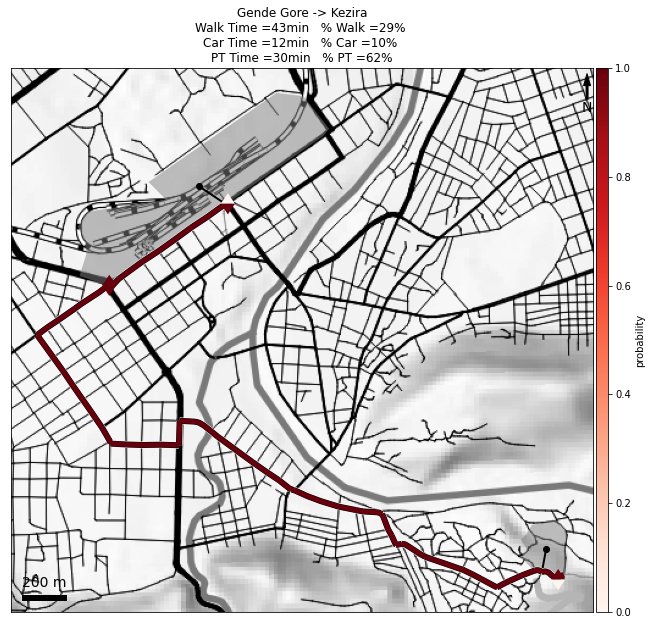 Gende Gore -> Kezira
Walk Time =43min   % Walk =29%
Car Time =12min   % Car =10%
PT Time =30min   % PT =62%
N
1.0
0.8
0.6
0.4
0.2
0.0
probability
200 m